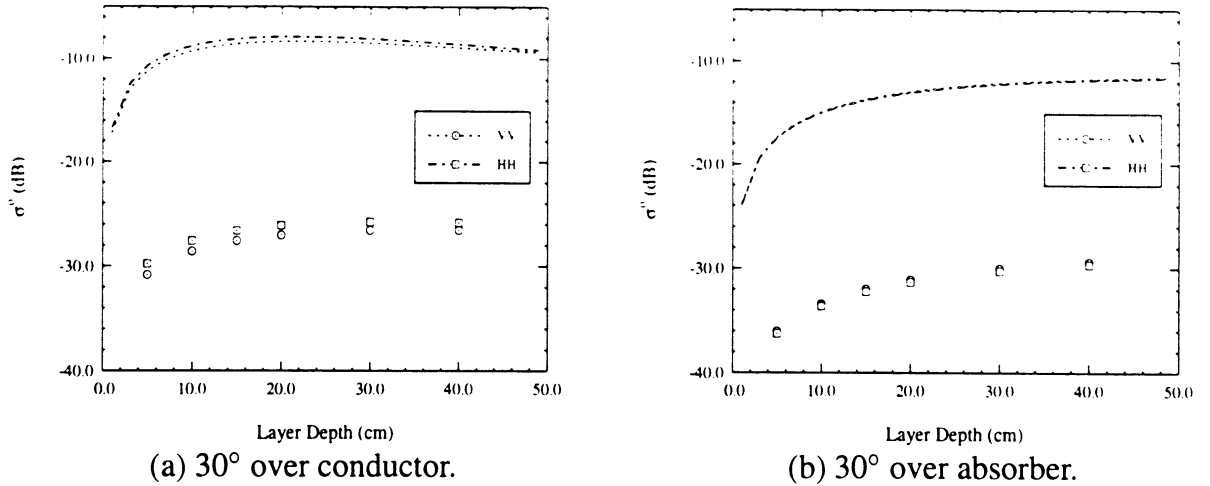 -10.0
-20.0
-30.0
-40.0
σ° (dB)
VV
HH
0.0 10.0 20.0 30.0 40.0 50.0
Layer Depth (cm)
(a) 30° over conductor.
-10.0
-20.0
-30.0
-40.0
σ° (dB)
VV
HH
0.0 10.0 20.0 30.0 40.0 50.0
Layer Depth (cm)
(b) 30° over absorber.